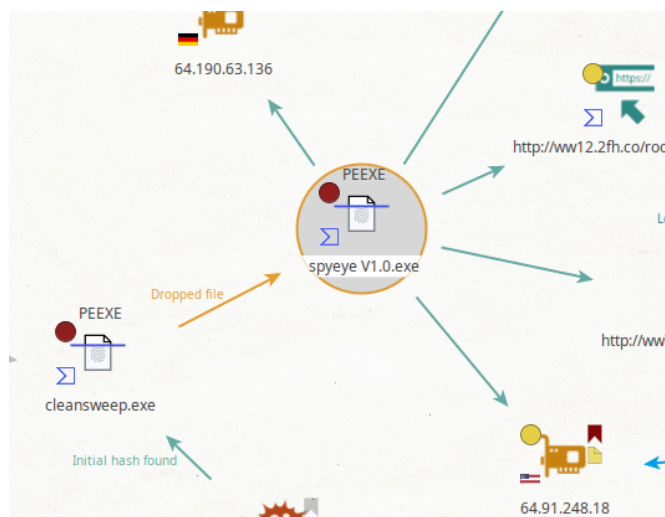 64.190.63.136
https://
http://ww12.2fh.co/roo
PEEXE
spyeye V1.0.exe
Dropped file
PEEXE
cleansweep.exe
http://ww
Initial hash found
64.91.248.18